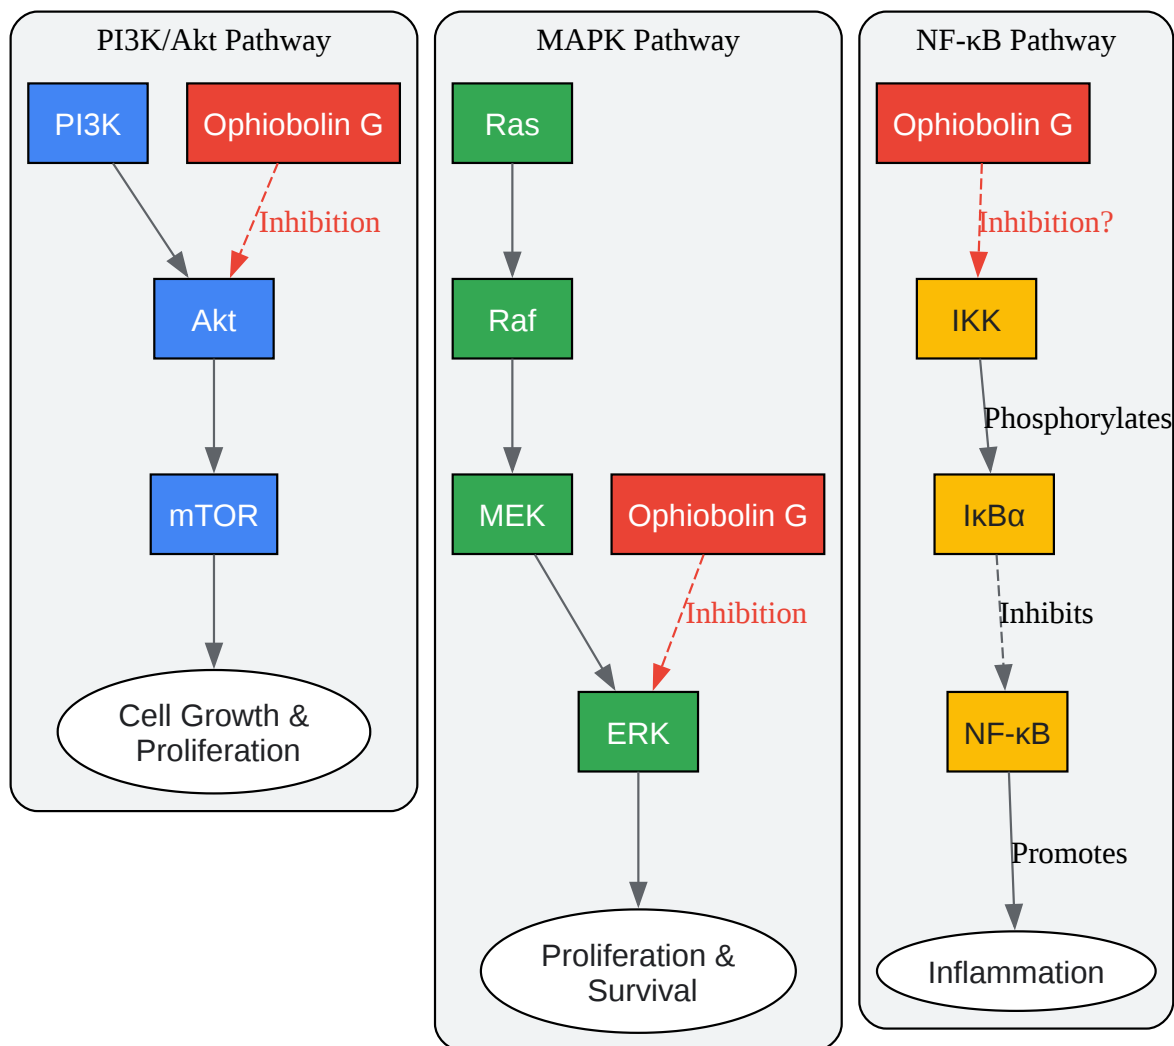 PI3K/Akt Pathway
PI3K
Ophiobolin G
Inhibition
Akt
mTOR
Cell Growth &
Proliferation
MAPK Pathway
Ras
Raf
MEK
Ophiobolin G
Inhibition
ERK
Proliferation &
Survival
NF-κB Pathway
Ophiobolin G
Inhibition?
IKK
Phosphorylates
IκBα
Inhibits
NF-κB
Promotes
Inflammation